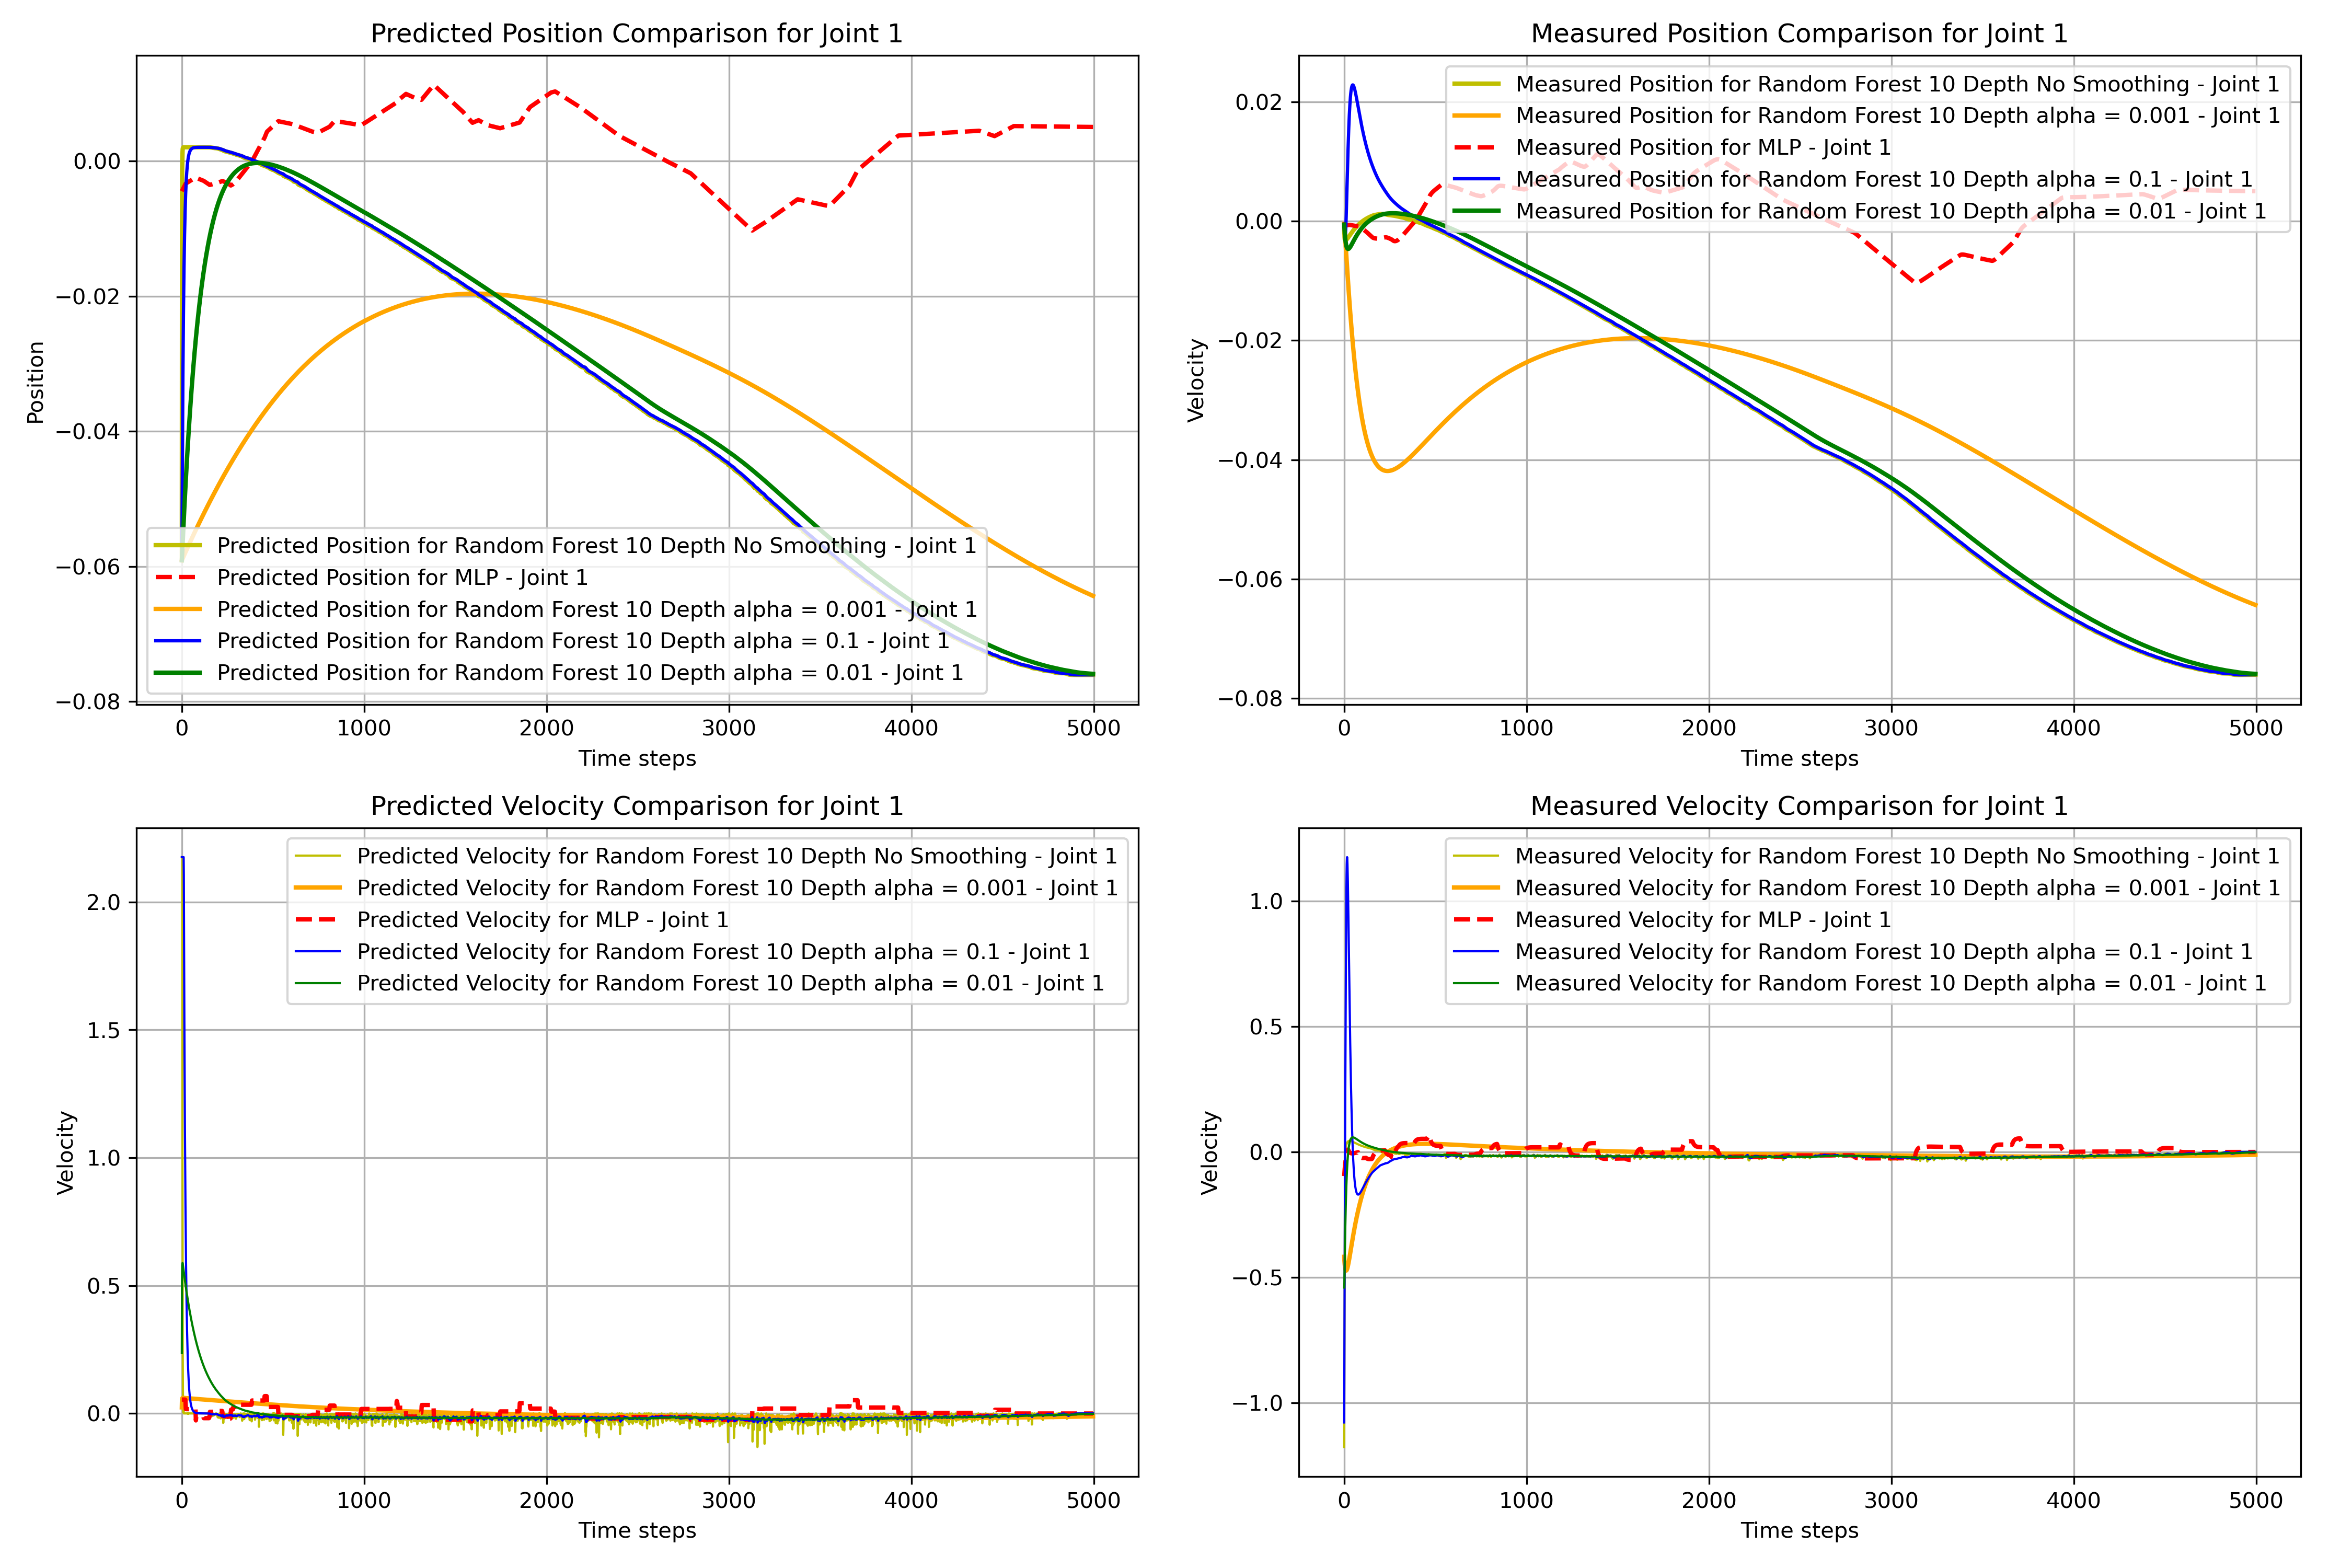 Predicted Position Comparison for Joint 1
Position
0.00
−0.02
−0.04
−0.06
−0.08
Predicted Position for Random Forest 10 Depth No Smoothing - Joint 1
Predicted Position for MLP - Joint 1
Predicted Position for Random Forest 10 Depth alpha = 0.001 - Joint 1
Predicted Position for Random Forest 10 Depth alpha = 0.1 - Joint 1
Predicted Position for Random Forest 10 Depth alpha = 0.01 - Joint 1
0 1000 2000 3000 4000 5000
Time steps
Measured Position Comparison for Joint 1
Velocity
0.02
0.00
−0.02
−0.04
−0.06
−0.08
Measured Position for Random Forest 10 Depth No Smoothing - Joint 1
Measured Position for Random Forest 10 Depth alpha = 0.001 - Joint 1
Measured Position for MLP - Joint 1
Measured Position for Random Forest 10 Depth alpha = 0.1 - Joint 1
Measured Position for Random Forest 10 Depth alpha = 0.01 - Joint 1
0 1000 2000 3000 4000 5000
Time steps
Predicted Velocity Comparison for Joint 1
Velocity
2.0
1.5
1.0
0.5
0.0
Predicted Velocity for Random Forest 10 Depth No Smoothing - Joint 1
Predicted Velocity for Random Forest 10 Depth alpha = 0.001 - Joint 1
Predicted Velocity for MLP - Joint 1
Predicted Velocity for Random Forest 10 Depth alpha = 0.1 - Joint 1
Predicted Velocity for Random Forest 10 Depth alpha = 0.01 - Joint 1
0 1000 2000 3000 4000 5000
Time steps
Measured Velocity Comparison for Joint 1
Velocity
1.0
0.5
0.0
−0.5
−1.0
Measured Velocity for Random Forest 10 Depth No Smoothing - Joint 1
Measured Velocity for Random Forest 10 Depth alpha = 0.001 - Joint 1
Measured Velocity for MLP - Joint 1
Measured Velocity for Random Forest 10 Depth alpha = 0.1 - Joint 1
Measured Velocity for Random Forest 10 Depth alpha = 0.01 - Joint 1
0 1000 2000 3000 4000 5000
Time steps